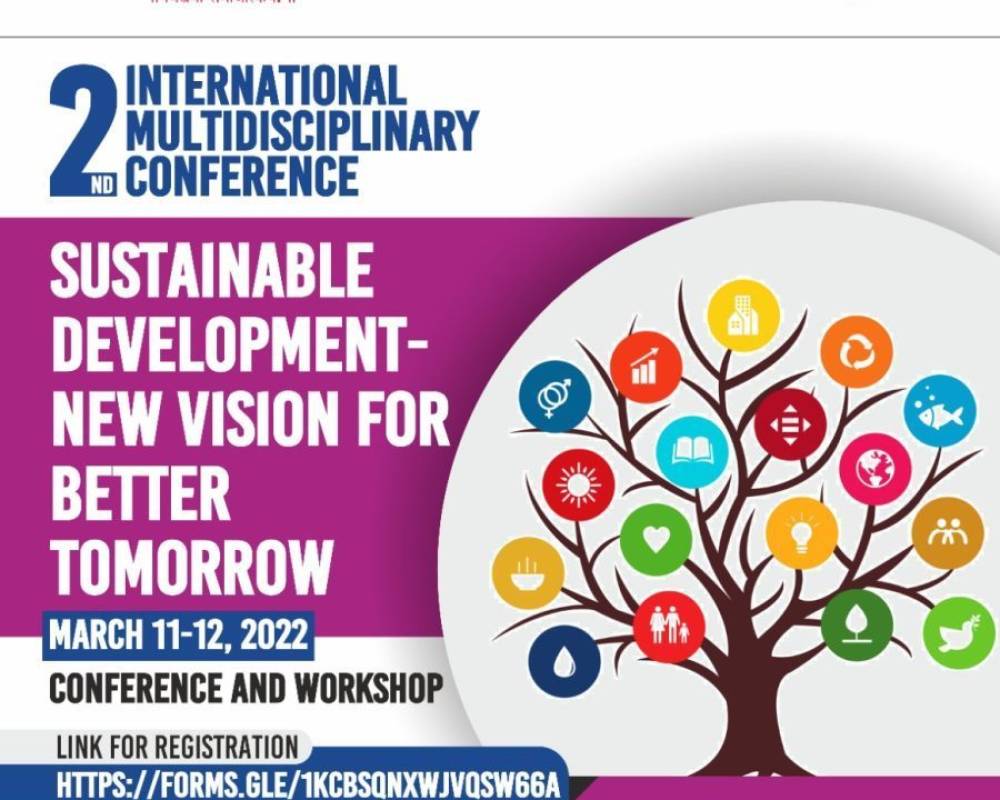 2ND INTERNATIONAL
MULTIDISCIPLINARY
CONFERENCE
SUSTAINABLE
DEVELOPMENT-
NEW VISION FOR
BETTER
TOMORROW
MARCH 11-12, 2022
CONFERENCE AND WORKSHOP
LINK FOR REGISTRATION
HTTPS://FORMS.GLE/1KCBSQNXWJVQSW66A